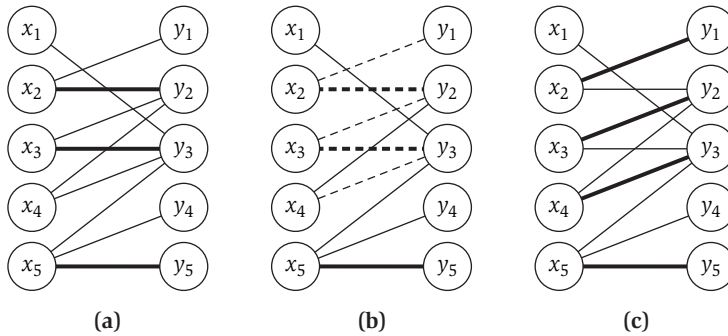 x1 y1 x1 y1 x1 y1
x2 y2 x2 y2 x2 y2
x3 y3 x3 y3 x3 y3
x4 y4 x4 y4 x4 y4
x5 y5 x5 y5 x5 y5
(a) (b) (c)